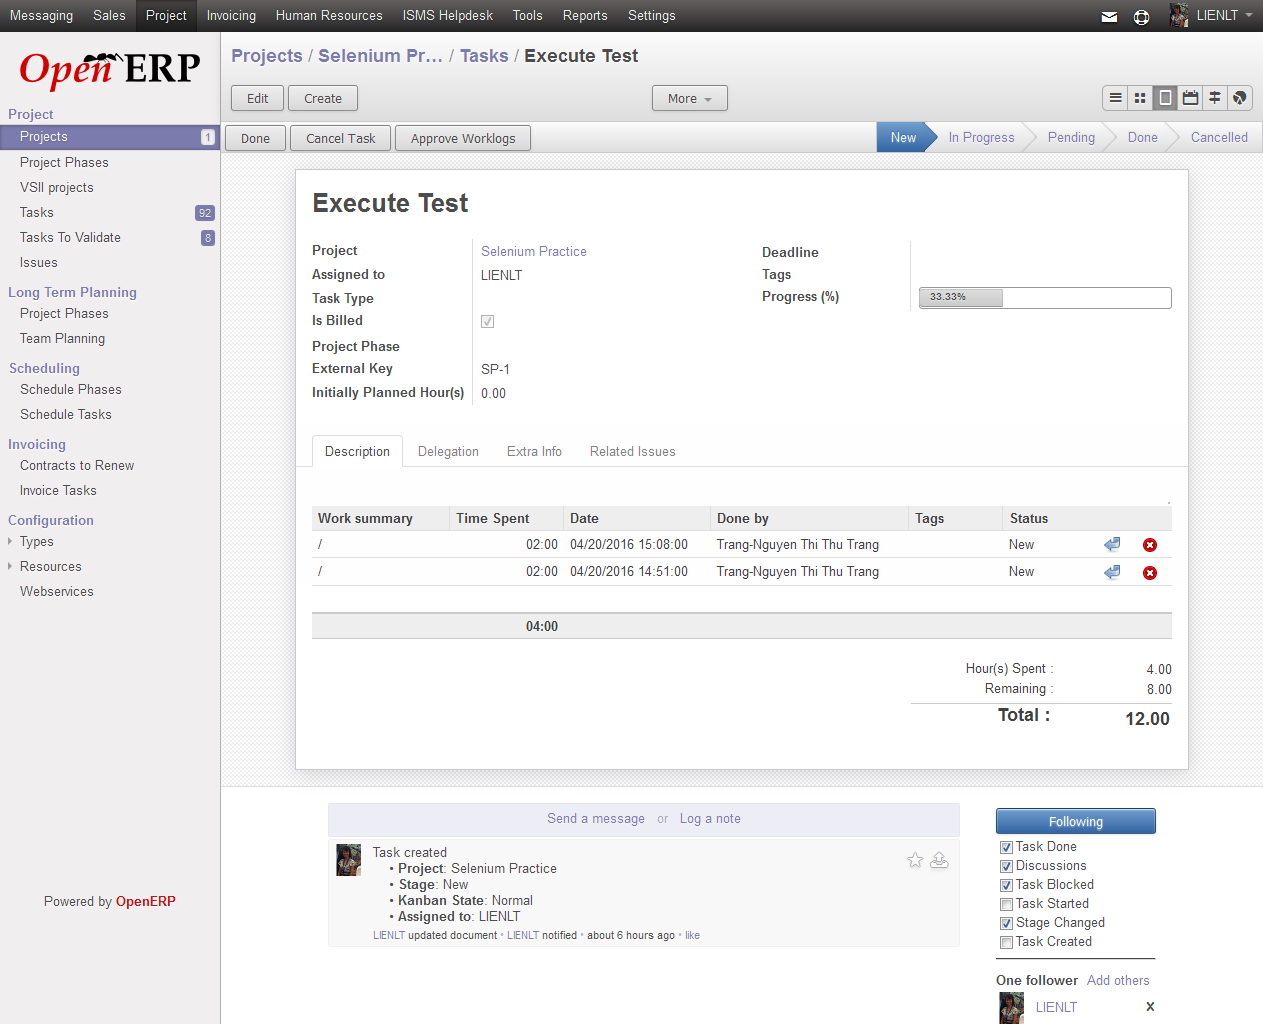 Messaging Sales Project Invoicing Human Resources ISMS Helpdesk Tools Reports Settings LIENLT
Open ERP
Project
Projects 1
Project Phases
VSII projects
Tasks 92
Tasks To Validate 8
Issues
Long Term Planning
Project Phases
Team Planning
Scheduling
Schedule Phases
Schedule Tasks
Invoicing
Contracts to Renew
Invoice Tasks
Configuration
Types
Resources
Webservices
Powered by OpenERP
Projects / Selenium Pr... / Tasks / Execute Test
Edit Create More
Done Cancel Task Approve Worklogs New In Progress Pending Done Cancelled
Execute Test
Project Selenium Practice
Assigned to LIENLT
Task Type
Is Billed
Project Phase
External Key SP-1
Initially Planned Hour(s) 0.00
Deadline
Tags
Progress (%) 33.33%
Description Delegation Extra Info Related Issues
Work summary Time Spent Date Done by Tags Status
/ 02:00 04/20/2016 15:08:00 Trang-Nguyen Thi Thu Trang New
/ 02:00 04/20/2016 14:51:00 Trang-Nguyen Thi Thu Trang New
04:00
Hour(s) Spent : 4.00
Remaining : 8.00
Total : 12.00
Send a message or Log a note
Task created
• Project: Selenium Practice
• Stage: New
• Kanban State: Normal
• Assigned to: LIENLT
LIENLT updated document • LIENLT notified • about 6 hours ago • like
Following
Task Done
Discussions
Task Blocked
Task Started
Stage Changed
Task Created
One follower Add others
LIENLT x